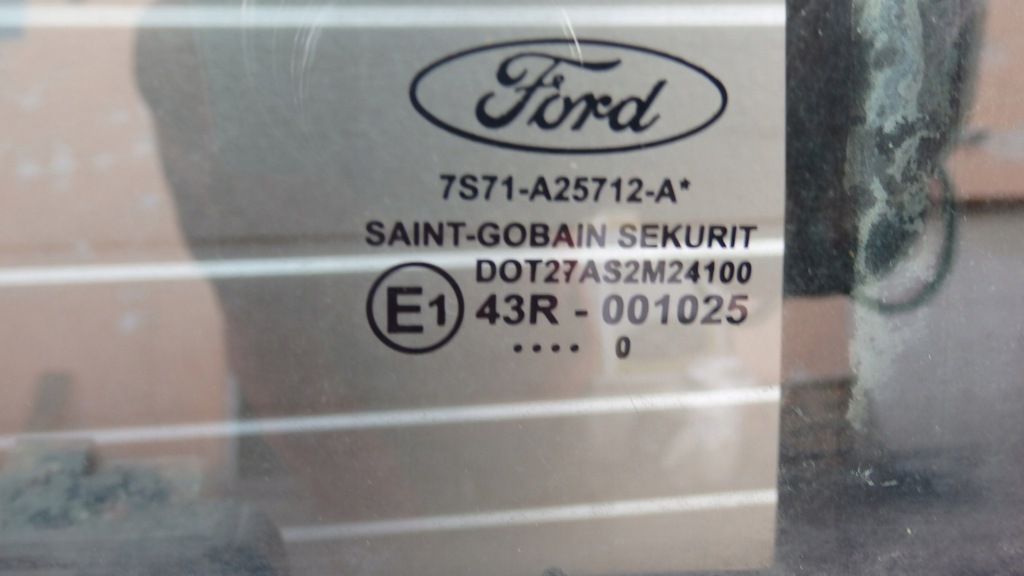 Ford
7S71-A25712-A*
SAINT-GOBAIN SEKURIT
DOT27AS2M24100
E1 43R - 001025
.... 0